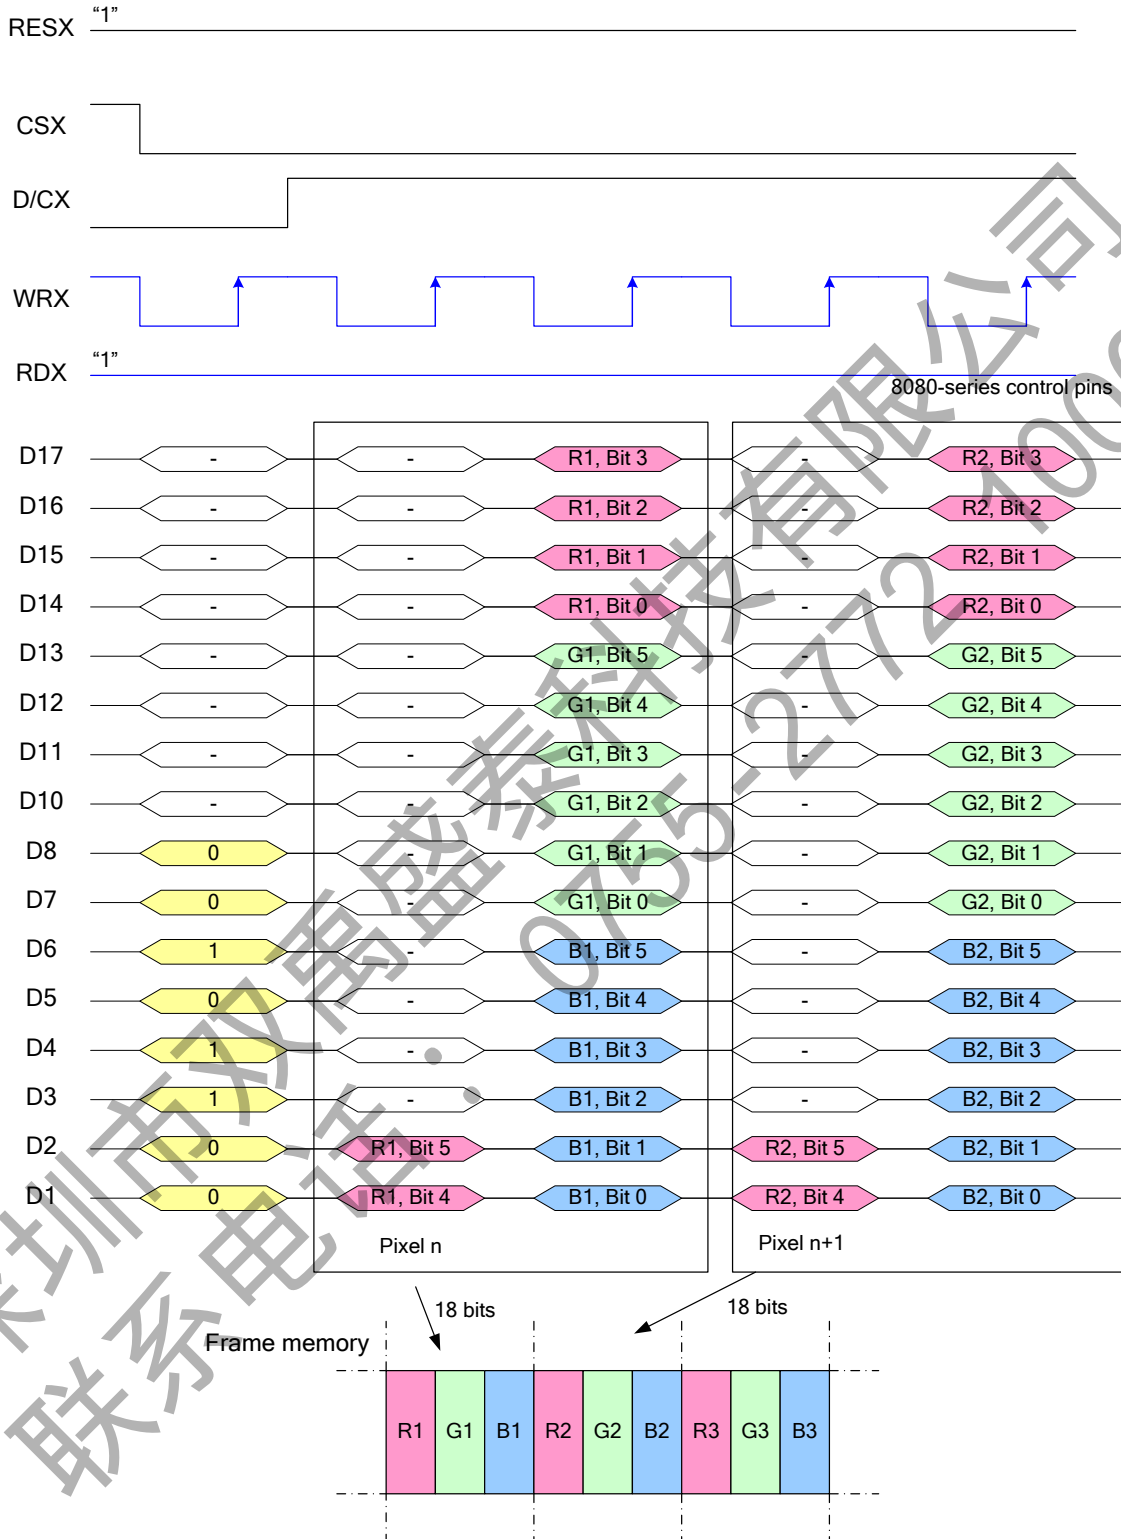 RESX “1”
CSX
D/CX
WRX
RDX “1”
8080-series control pins
D17 - - R1, Bit 3 - R2, Bit 3
D16 - - R1, Bit 2 - R2, Bit 2
D15 - - R1, Bit 1 - R2, Bit 1
D14 - - R1, Bit 0 - R2, Bit 0
D13 - - G1, Bit 5 - G2, Bit 5
D12 - - G1, Bit 4 - G2, Bit 4
D11 - - G1, Bit 3 - G2, Bit 3
D10 - - G1, Bit 2 - G2, Bit 2
D8 0 - G1, Bit 1 - G2, Bit 1
D7 0 - G1, Bit 0 - G2, Bit 0
D6 1 - B1, Bit 5 - B2, Bit 5
D5 0 - B1, Bit 4 - B2, Bit 4
D4 1 - B1, Bit 3 - B2, Bit 3
D3 1 - B1, Bit 2 - B2, Bit 2
D2 0 R1, Bit 5 B1, Bit 1 R2, Bit 5 B2, Bit 1
D1 0 R1, Bit 4 B1, Bit 0 R2, Bit 4 B2, Bit 0
Pixel n Pixel n+1
18 bits 18 bits
Frame memory
R1 G1 B1 R2 G2 B2 R3 G3 B3
深圳市双禹盛泰科技有限公司
联系电话：0755-2772 100